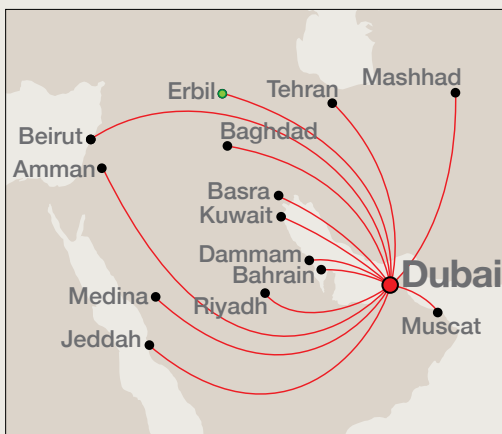 Mashhad
Erbil
Tehran
Beirut
Baghdad
Amman
Basra
Kuwait
Dammam
Bahrain
Dubai
Medina
Riyadh
Muscat
Jeddah